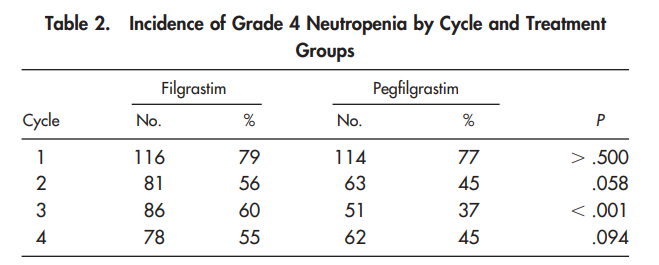 Table 2. Incidence of Grade 4 Neutropenia by Cycle and Treatment
Groups
Filgrastim Pegfilgrastim
Cycle No. % No. % P
1 116 79 114 77 > .500
2 81 56 63 45 .058
3 86 60 51 37 < .001
4 78 55 62 45 .094